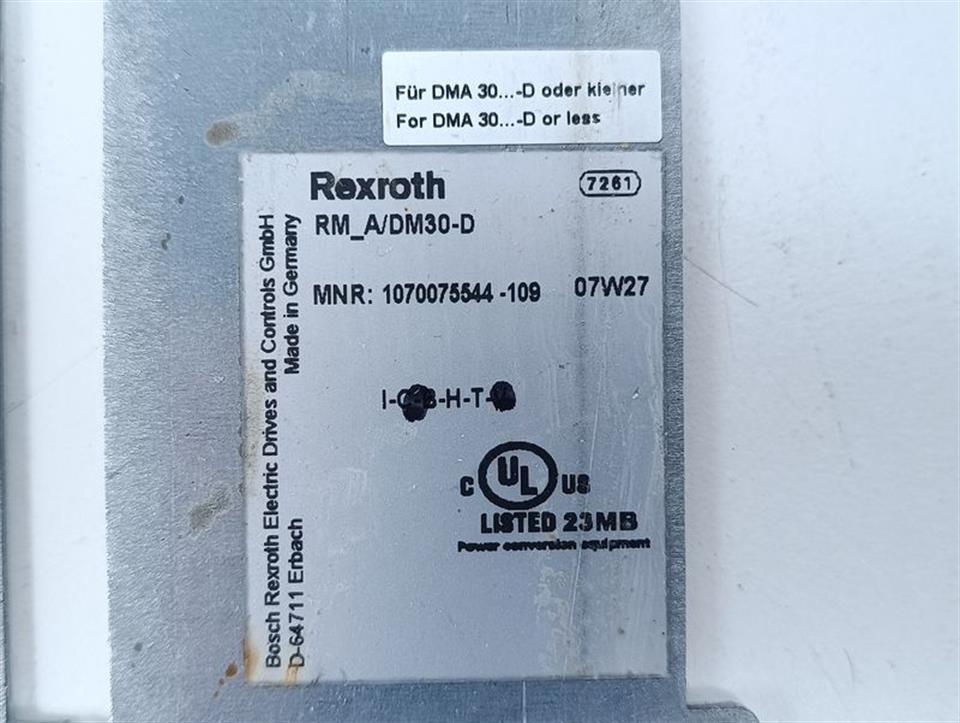 Für DMA 30...-D oder kleiner
For DMA 30...-D or less
Rexroth
7261
RM_A/DM30-D
MNR: 1070075544 -109
07W27
-H-T-
C UL US
LISTED 23MB
Power conversion equipment
Bosch Rexroth Electric Drives and Controls GmbH
D-64711 Erbach
Made in Germany